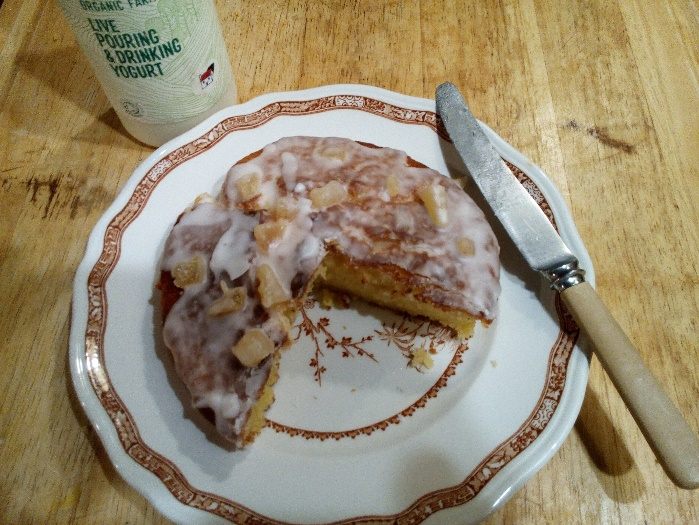 ORGANIC FARM
LIVE
POURING
& DRINKING
YOGURT